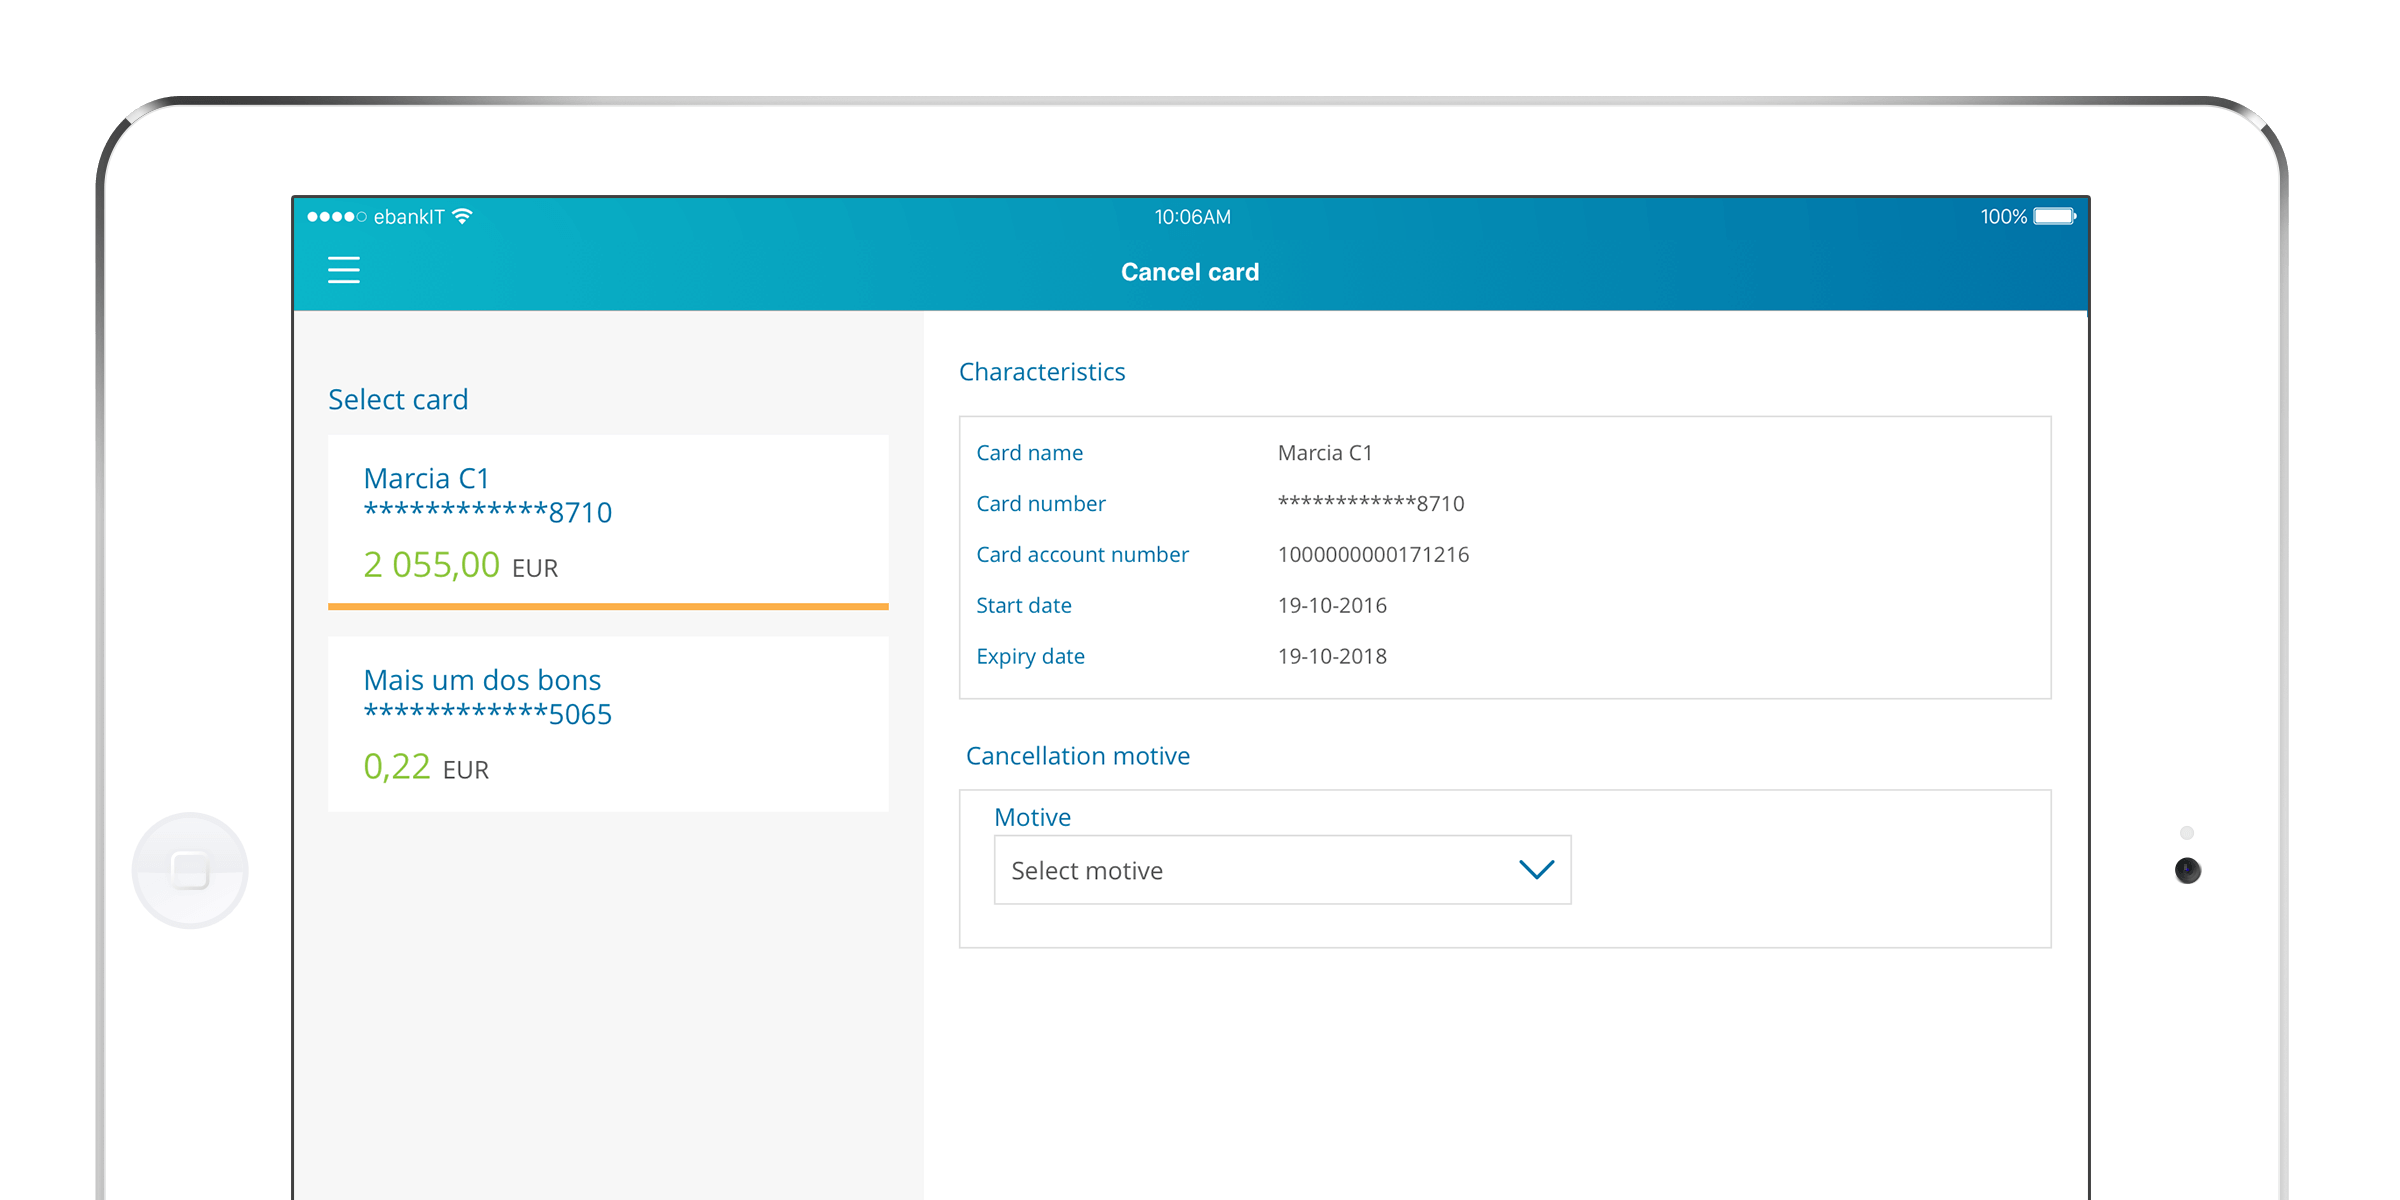 ebankIT 10:06AM 100%
Cancel card
Select card
Marcia C1
************8710
2 055,00 EUR
Mais um dos bons
************5065
0,22 EUR
Characteristics
Card name Marcia C1
Card number ************8710
Card account number 1000000000171216
Start date 19-10-2016
Expiry date 19-10-2018
Cancellation motive
Motive
Select motive